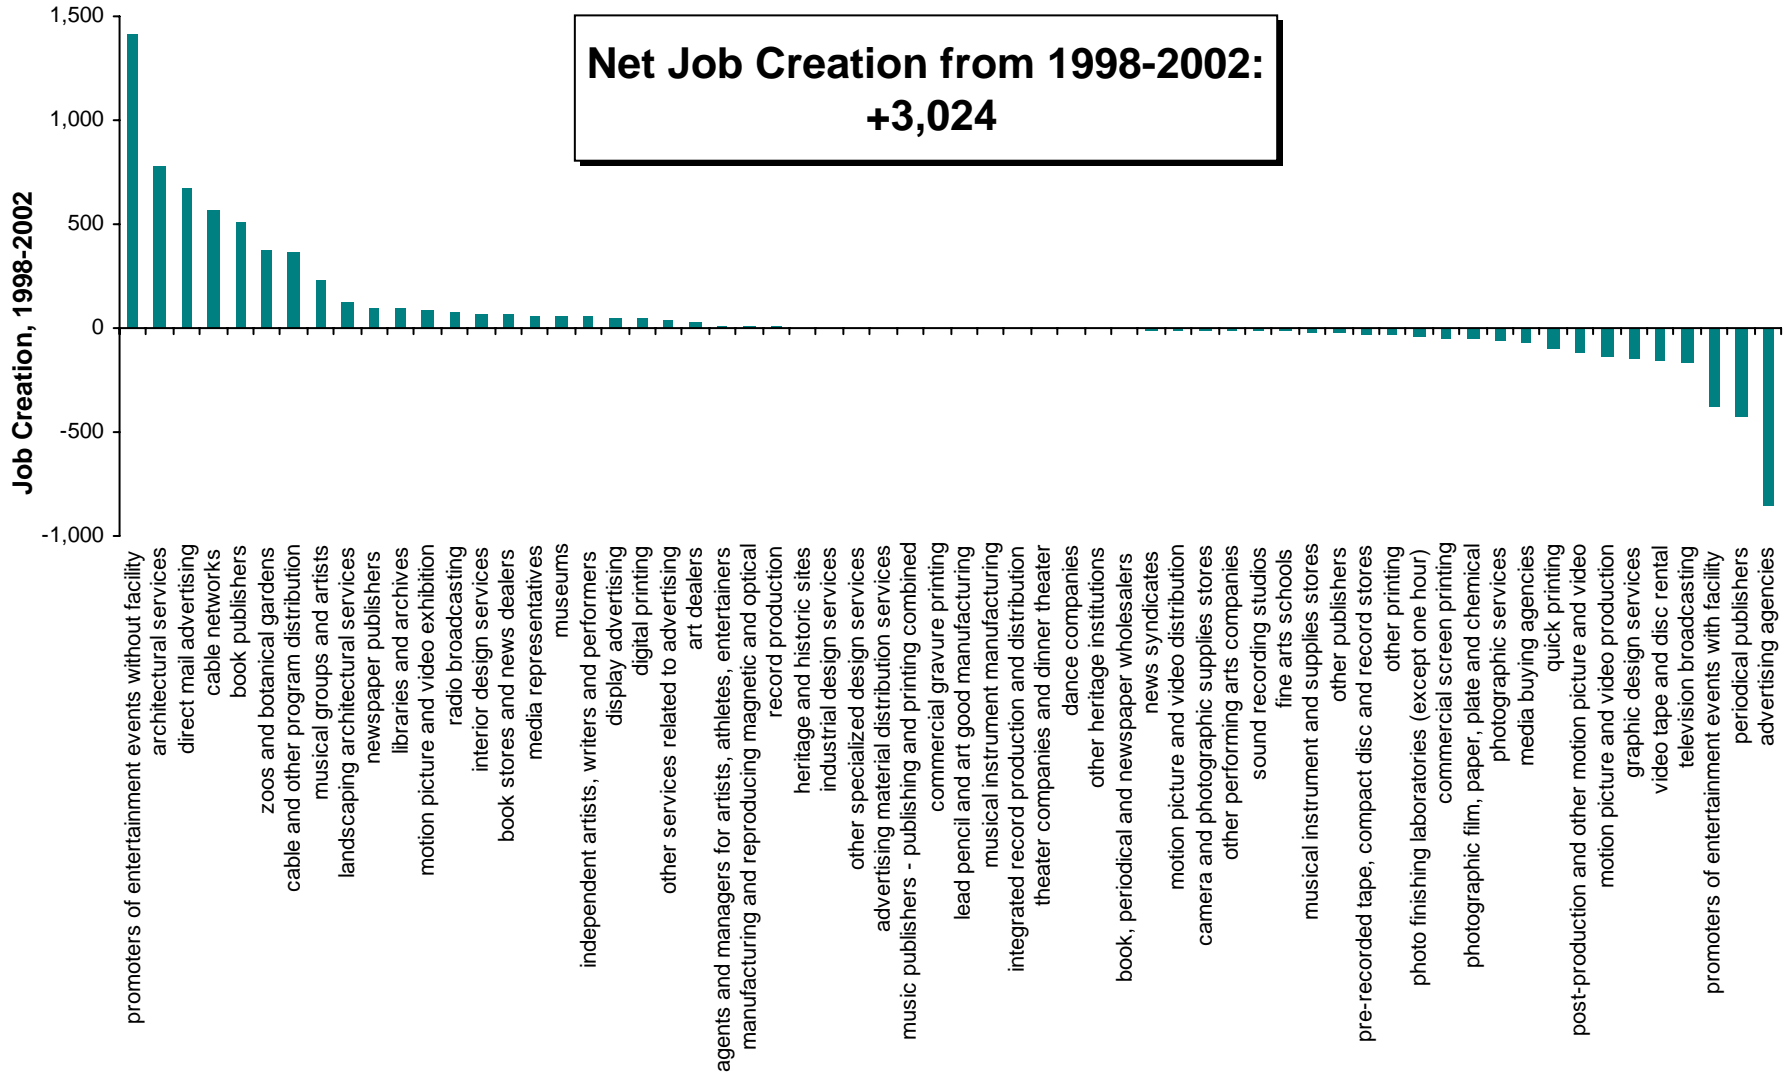 Net Job Creation from 1998-2002:
+3,024
Job Creation, 1998-2002
1,500
1,000
500
0
-500
-1,000
promoters of entertainment events without facility
architectural services
direct mail advertising
cable networks
book publishers
zoos and botanical gardens
cable and other program distribution
musical groups and artists
landscaping architectural services
newspaper publishers
libraries and archives
motion picture and video exhibition
radio broadcasting
interior design services
book stores and news dealers
media representatives
museums
independent artists, writers and performers
display advertising
digital printing
other services related to advertising
art dealers
agents and managers for artists, athletes, entertainers
manufacturing and reproducing magnetic and optical
record production
heritage and historic sites
industrial design services
other specialized design services
advertising material distribution services
music publishers - publishing and printing combined
commercial gravure printing
lead pencil and art good manufacturing
musical instrument manufacturing
integrated record production and distribution
theater companies and dinner theater
dance companies
other heritage institutions
book, periodical and newspaper wholesalers
news syndicates
motion picture and video distribution
camera and photographic supplies stores
other performing arts companies
sound recording studios
fine arts schools
musical instrument and supplies stores
other publishers
pre-recorded tape, compact disc and record stores
other printing
photo finishing laboratories (except one hour)
commercial screen printing
photographic film, paper, plate and chemical
photographic services
media buying agencies
quick printing
post-production and other motion picture and video
motion picture and video production
graphic design services
video tape and disc rental
television broadcasting
promoters of entertainment events with facility
periodical publishers
advertising agencies